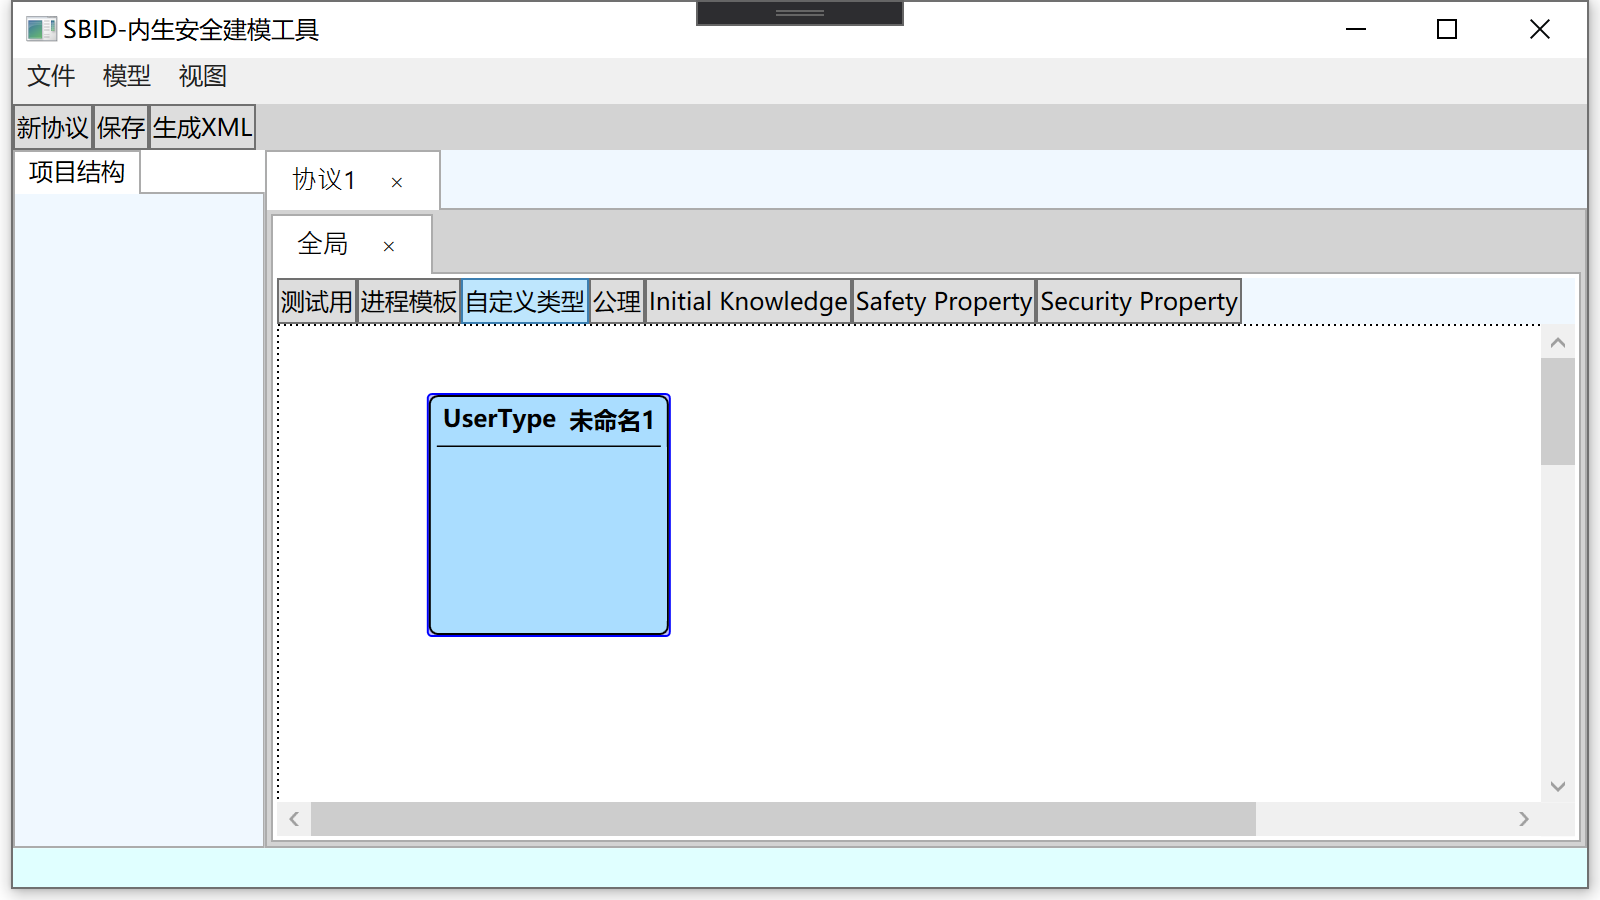 SBID-内生安全建模工具
文件 模型 视图
新协议 保存 生成XML
项目结构
协议1 ×
全局 ×
测试用 进程模板 自定义类型 公理 Initial Knowledge Safety Property Security Property
UserType 未命名1